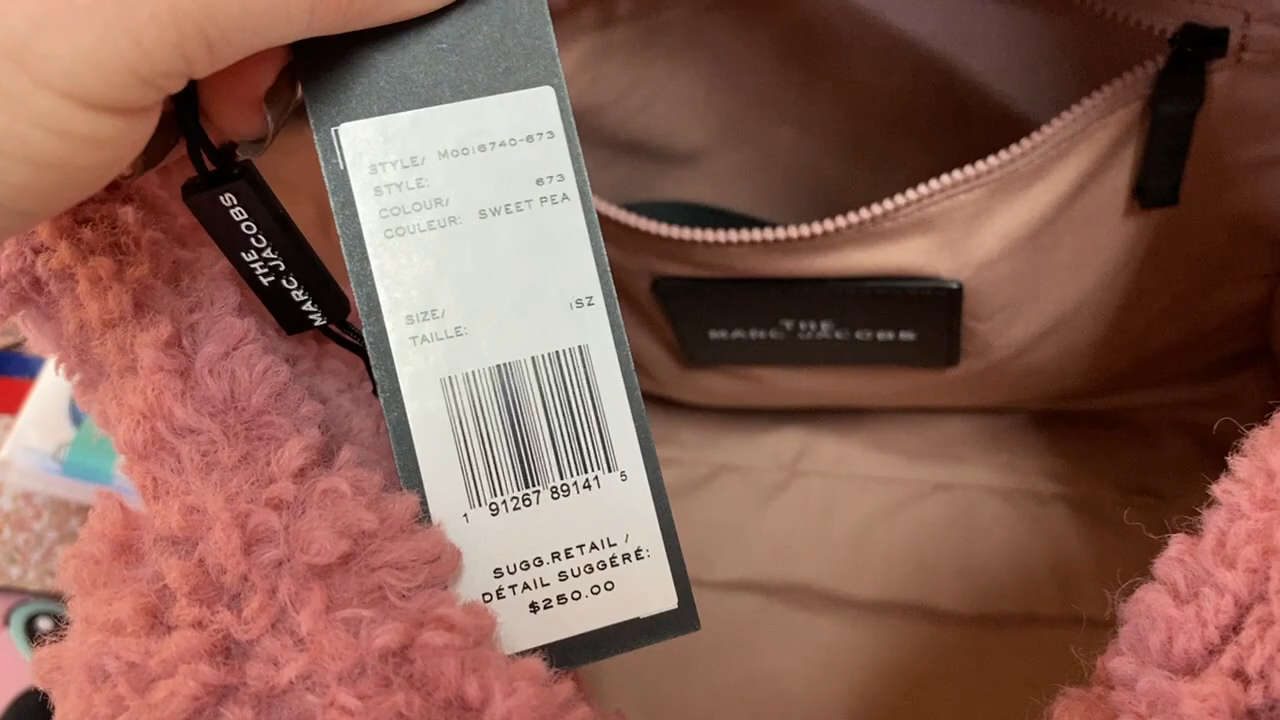 STYLE/ M0016740-673
STYLE:
673
COLOUR/
COULEUR: SWEET PEA
SIZE/ 1SZ
TAILLE:
1 91267 89141 5
SUGG.RETAIL /
DÉTAIL SUGGÉRÉ:
$250.00
THE
MARC JACOBS
THE
MARC JACOBS